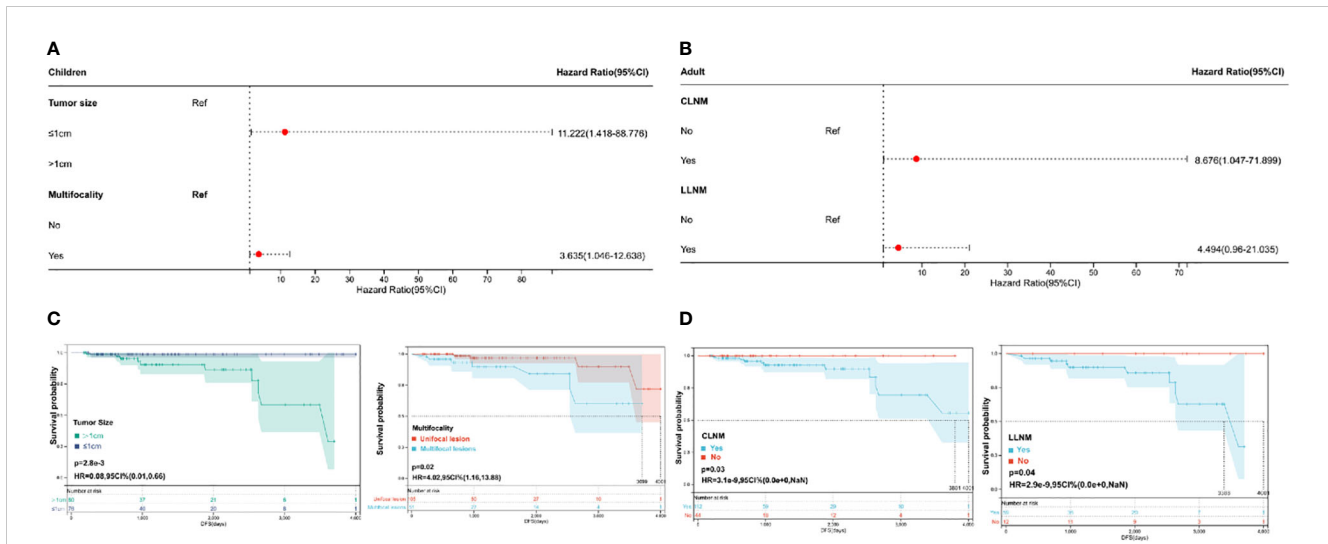 A
Children
Hazard Ratio(95%CI)
Tumor size Ref
≤1cm 11.222(1.418-88.776)
>1cm
Multifocality Ref
No
Yes 3.635(1.046-12.638)
10 20 30 40 50 60 70 80
Hazard Ratio(95%CI)
B
Adult
Hazard Ratio(95%CI)
CLNM
No Ref
Yes 8.676(1.047-71.899)
LLNM
No Ref
Yes 4.494(0.96-21.035)
10 20 30 40 50 60 70
Hazard Ratio(95%CI)
C
Survival probability
Tumor Size
>1cm
≤1cm
p=2.8e-3
HR=0.08,95CI%(0.01,0.66)
Number at risk
DFS(days)
Survival probability
Multifocality
Unifocal lesion
Multifocal lesions
p=0.02
HR=4.02,95CI%(1.16,13.88)
Number at risk
DFS(days)
D
Survival probability
CLNM
Yes
No
p=0.03
HR=3.1e-9,95CI%(0.0e+0,NaN)
Number at risk
DFS(days)
Survival probability
LLNM
Yes
No
p=0.04
HR=2.9e-9,95CI%(0.0e+0,NaN)
Number at risk
DFS(days)